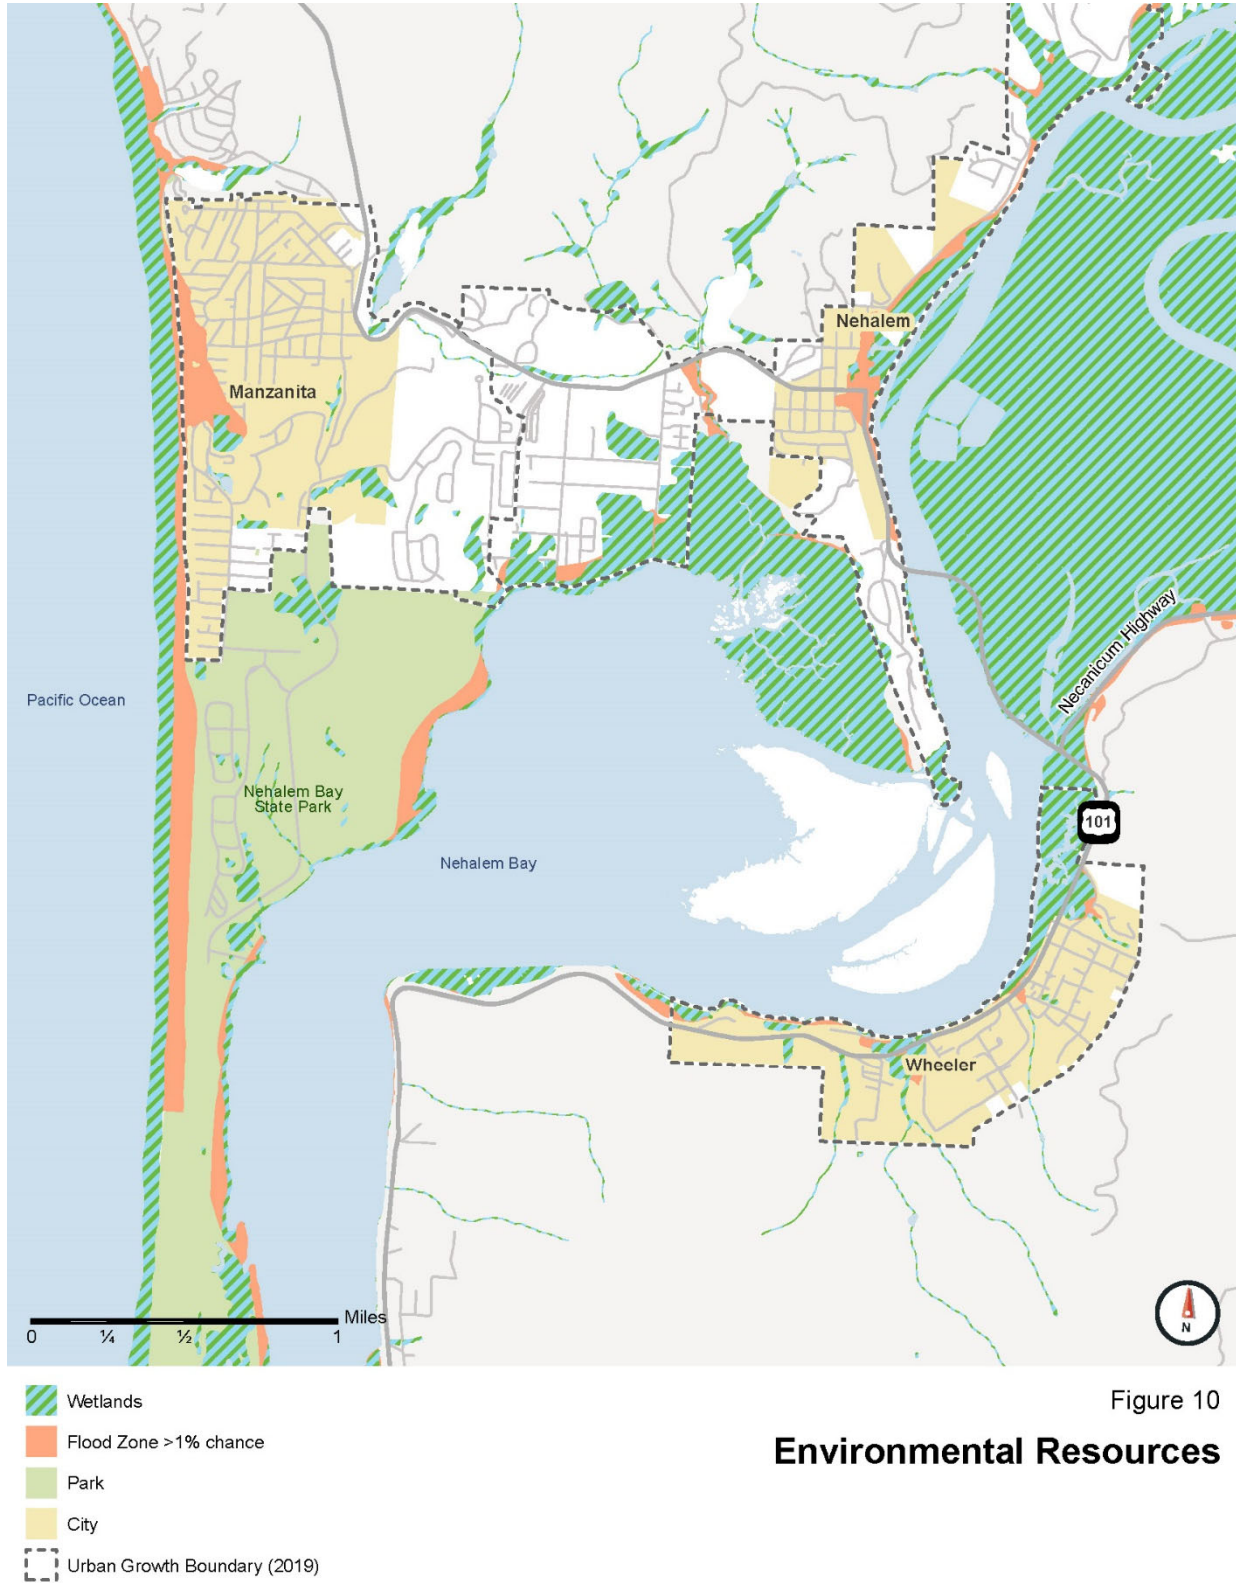 Nehalem
Manzanita
Necanicum Highway
Pacific Ocean
Nehalem Bay
State Park
101
Nehalem Bay
Wheeler
Miles
0 ¼ ½ 1
N
Wetlands
Flood Zone >1% chance
Park
City
Urban Growth Boundary (2019)
Figure 10
Environmental Resources